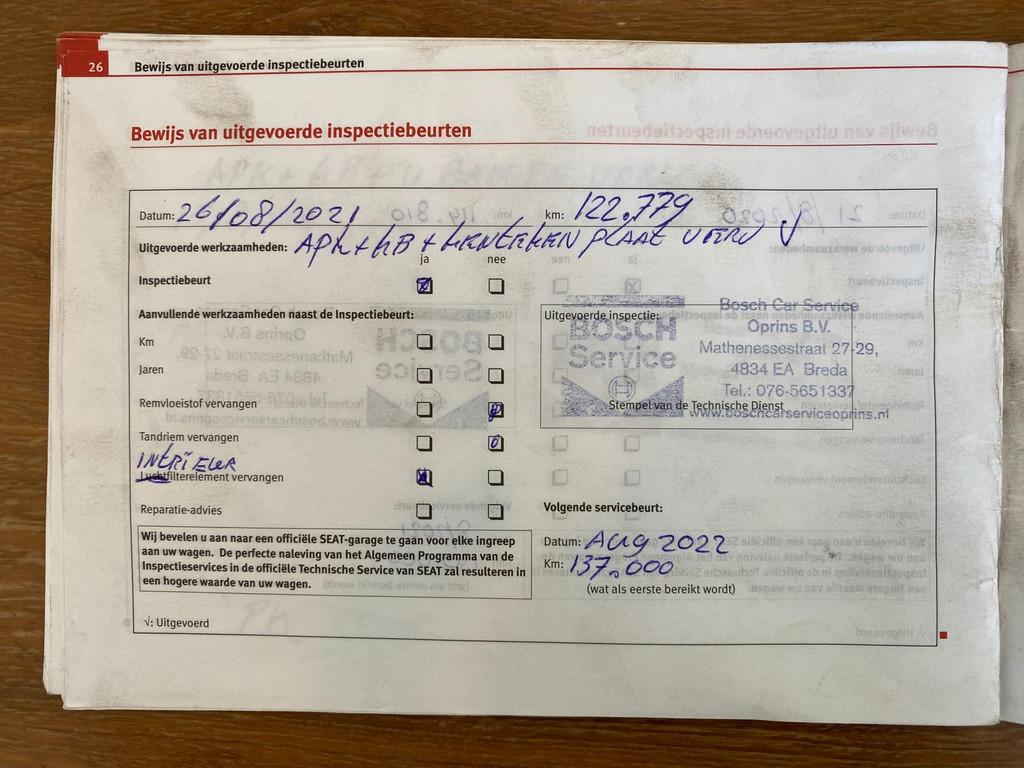 26 Bewijs van uitgevoerde inspectiebeurten
Bewijs van uitgevoerde inspectiebeurten
Datum: 26/08/2021 km: 122.779
Uitgevoerde werkzaamheden: APK + KB + KENTEKEN PLAAT
ja nee
Inspectiebeurt
Aanvullende werkzaamheden naast de Inspectiebeurt:
Km
Jaren
Remvloeistof vervangen
Tandriem vervangen
INTRIEUR
Luchtfilterelement vervangen
Reparatie-advies
Wij bevelen u aan naar een officiële SEAT-garage te gaan voor elke ingreep
aan uw wagen. De perfecte naleving van het Algemeen Programma van de
Inspectieservices in de officiële Technische Service van SEAT zal resulteren in
een hogere waarde van uw wagen.
√: Uitgevoerd
Uitgevoerde inspectie:
BOSCH
Service
Bosch Car Service
Oprins B.V.
Mathenessestraat 27-29,
4834 EA Breda
Tel.: 076-5651337
www.boschcarserviceoprins.nl
Stempel van de Technische Dienst
Volgende servicebeurt:
Datum: Aug 2022
Km: 137.000
(wat als eerste bereikt wordt)